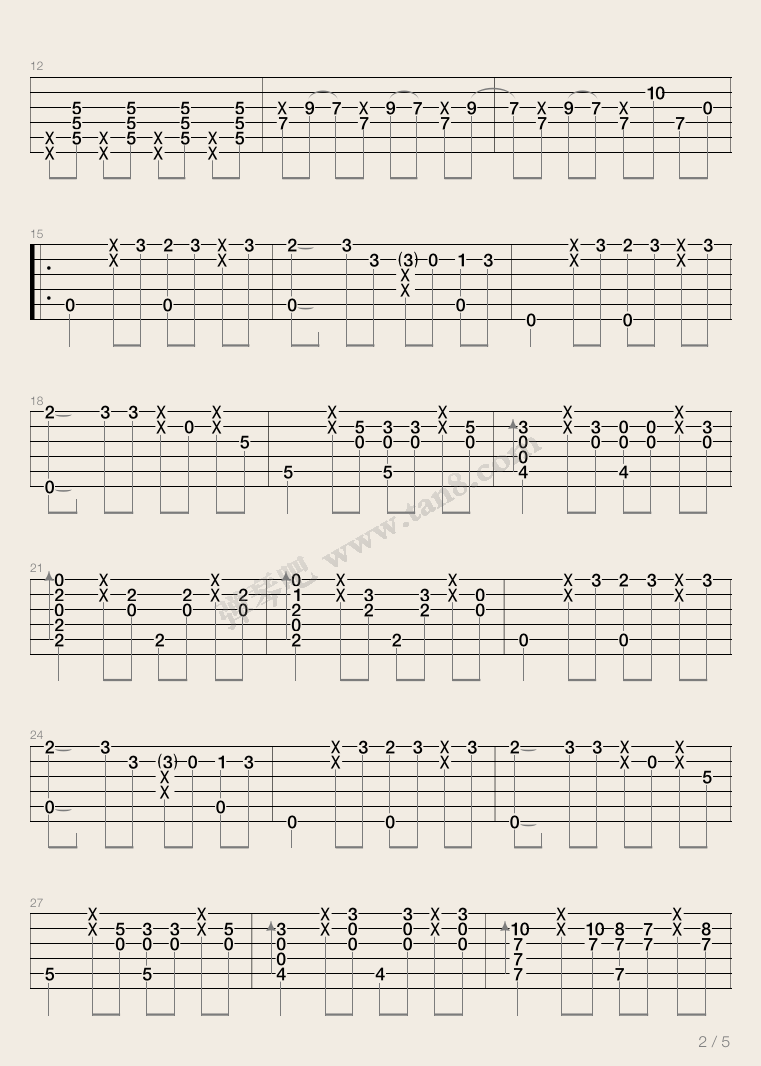 12
5 5 5 5 X 9 7 X 9 7 X 9 7 X 9 7 X 10 0
5 5 5 5 7 7 7 7 7 7
X 5 X 5 X 5 X 5
X X X X
15
X 3 2 3 X 3 2 3 X 3 2 3 X 3
X X 3 (3) 0 1 3 X X
X
X
0 0 0 0
0 0
18
2 3 3 X X X X X X
X 0 X X 5 3 3 X 5 3 X 3 0 0 X 3
5 0 0 0 0 0 0 0 0 0
0
5 5 4 4
0
弹琴吧 www.tan8.com
21
0 X X 0 X X X 3 2 3 X 3
2 X 2 2 X 2 1 X 3 3 X 0 X X
0 0 0 0 2 2 2 0
2 0
2 2 2 2 0 0
24
2 3 X 3 2 3 X 3 2 3 3 X X
3 (3) 0 1 3 X X X 0 X
X 5
X
0 0
0 0 0
27
X X X X X X
X 5 3 3 X 5 3 X 3 3 X 3 10 X 10 8 7 X 8
0 0 0 0 0 0 0 0 7 7 7 7 7
0 7
5 5 4 4 7 7
2 / 5